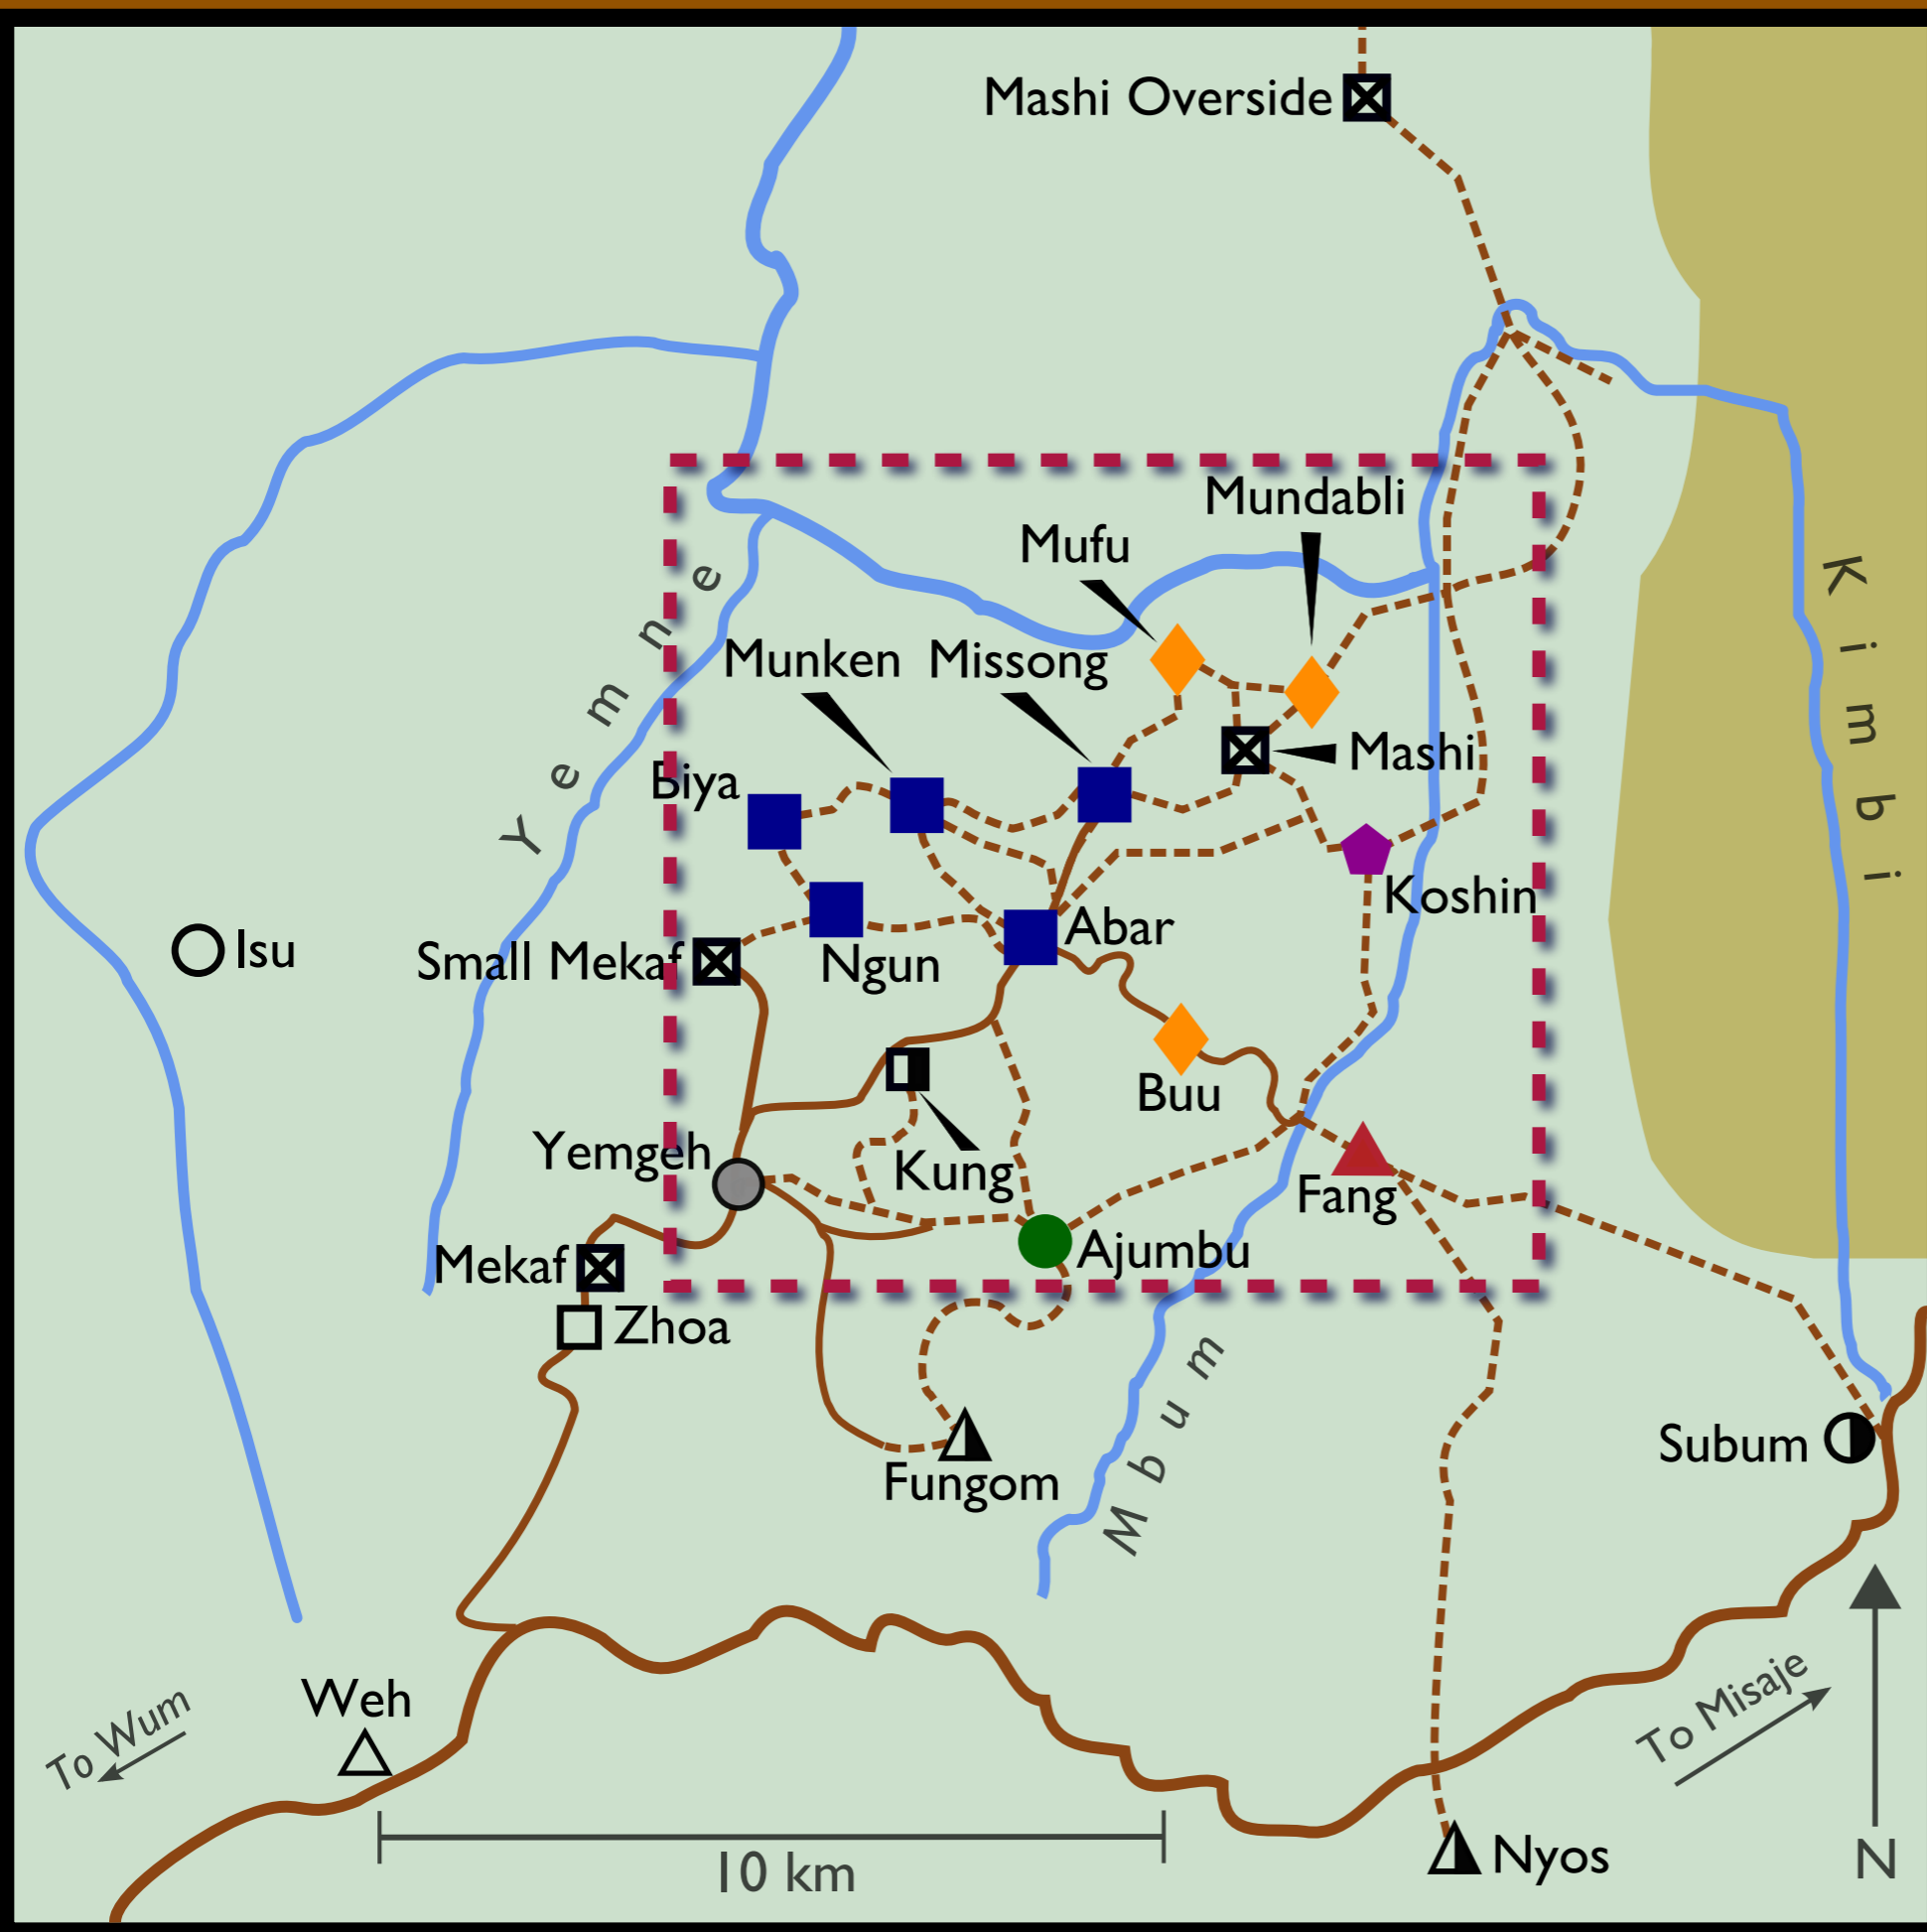 Mashi Overside
Mundabli
Mufu
Kimbi
Yemne
Munken
Missong
Mashi
Biya
Koshin
Abar
Isu
Small Mekaf
Ngun
Buu
Yemgeh
Kung
Fang
Ajumbu
Mekaf
Zhoa
Mbum
Subum
Fungom
Weh
To Wum
To Misaje
10 km
Nyos
N